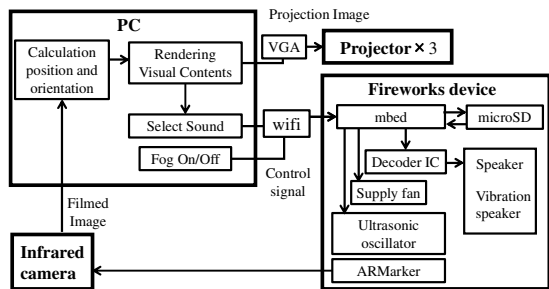 Projection Image
PC
Calculation
position and
orientation
Rendering
Visual Contents
VGA
Projector × 3
Select Sound
Fog On/Off
wifi
Control
signal
Fireworks device
mbed
microSD
Decoder IC
Speaker
Vibration
speaker
Supply fan
Ultrasonic
oscillator
ARMarker
Filmed
Image
Infrared
camera